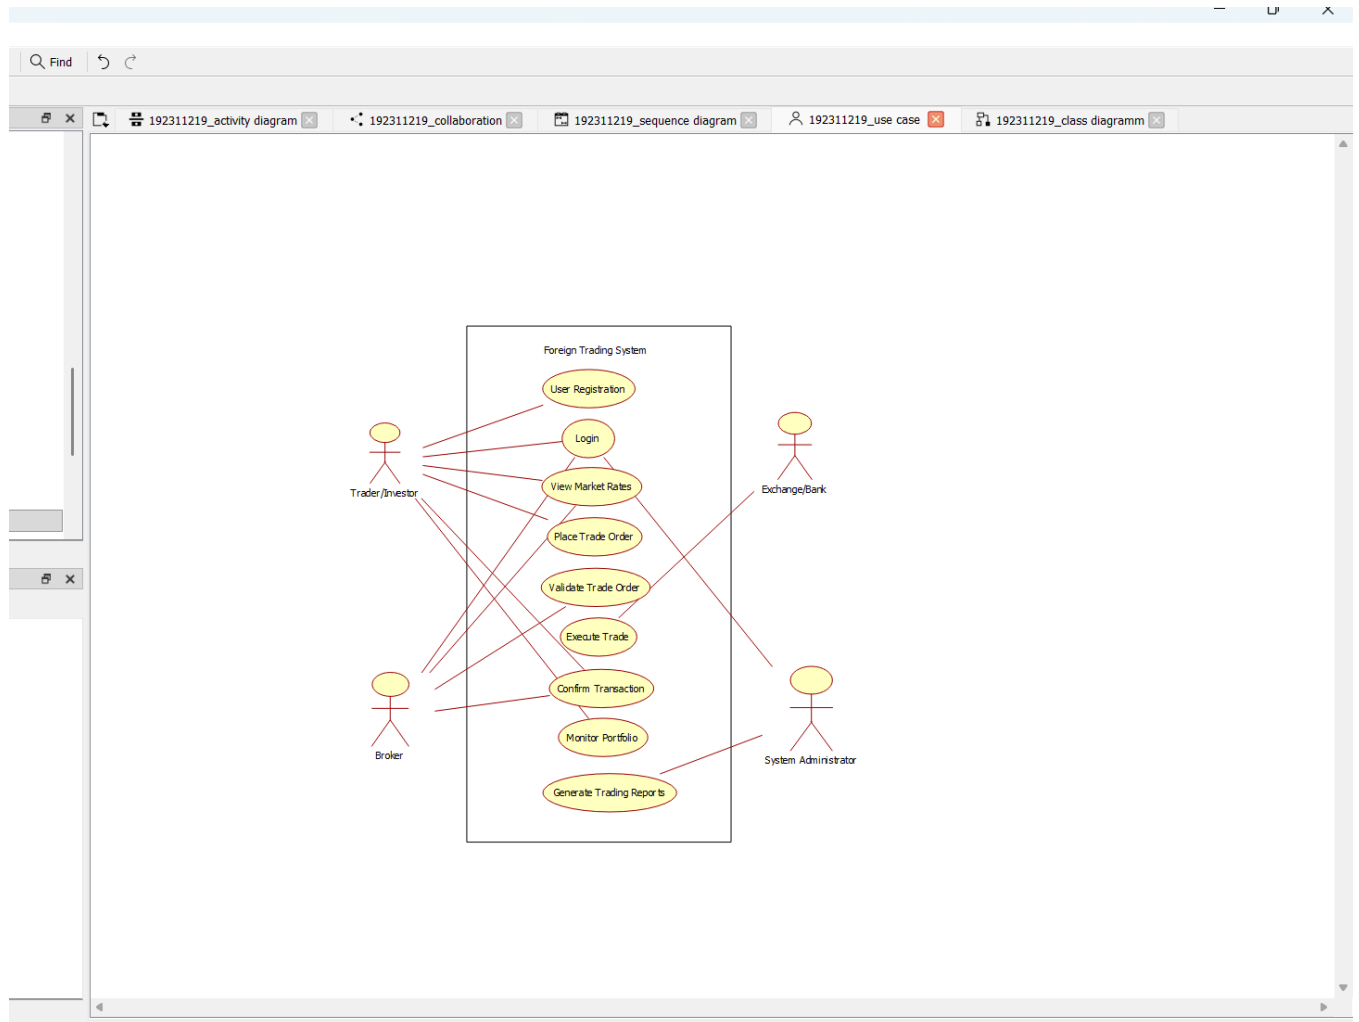 Find
192311219_activity diagram
192311219_collaboration
192311219_sequence diagram
192311219_use case
192311219_class diagramm
Foreign Trading System
User Registration
Login
View Market Rates
Trader/Investor
Exchange/Bank
Place Trade Order
Validate Trade Order
Execute Trade
Confirm Transaction
Monitor Portfolio
Broker
System Administrator
Generate Trading Reports